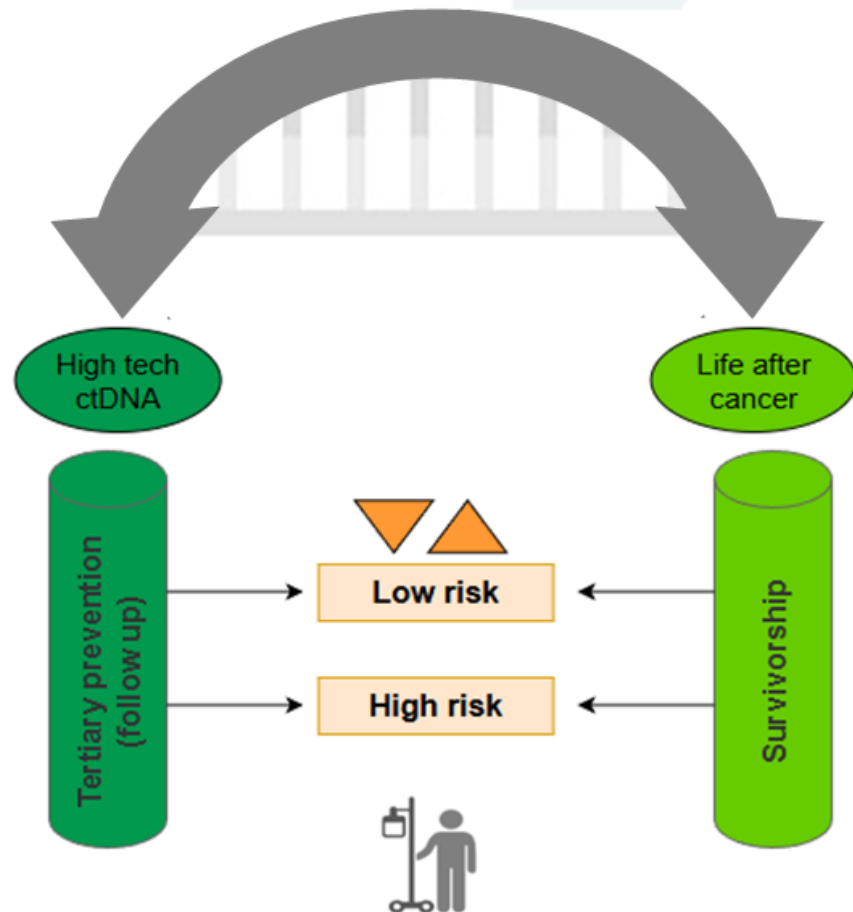 High tech
ctDNA
Life after
cancer
Tertiary prevention
(follow up)
Low risk
High risk
Survivorship